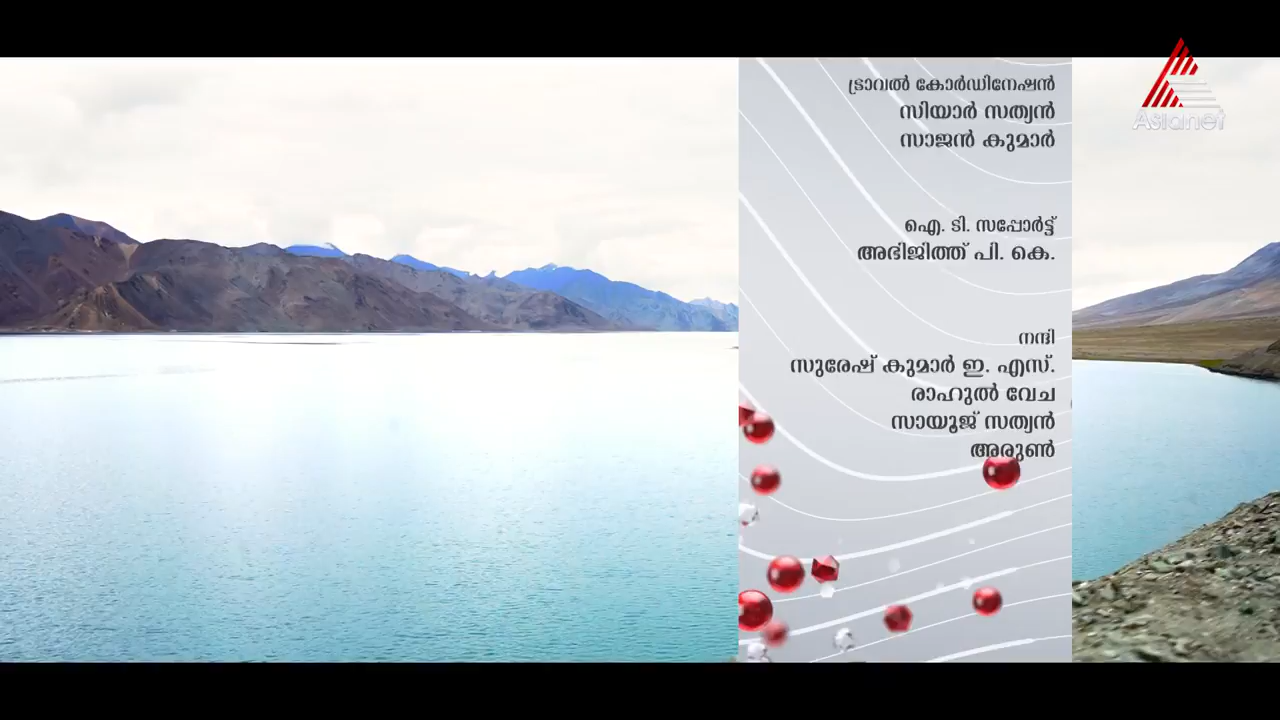 ട്രാവൽ കോർഡിനേഷൻ
സിയാർ സത്യൻ
സാജൻ കുമാർ
ഐ. ടി. സപ്പോർട്ട്
അഭിജിത്ത് പി. കെ.
നന്ദി
സുരേഷ് കുമാർ ഇ. എസ്.
രാഹുൽ വേച
സായൂജ് സത്യൻ
അരുൺ
Asianet